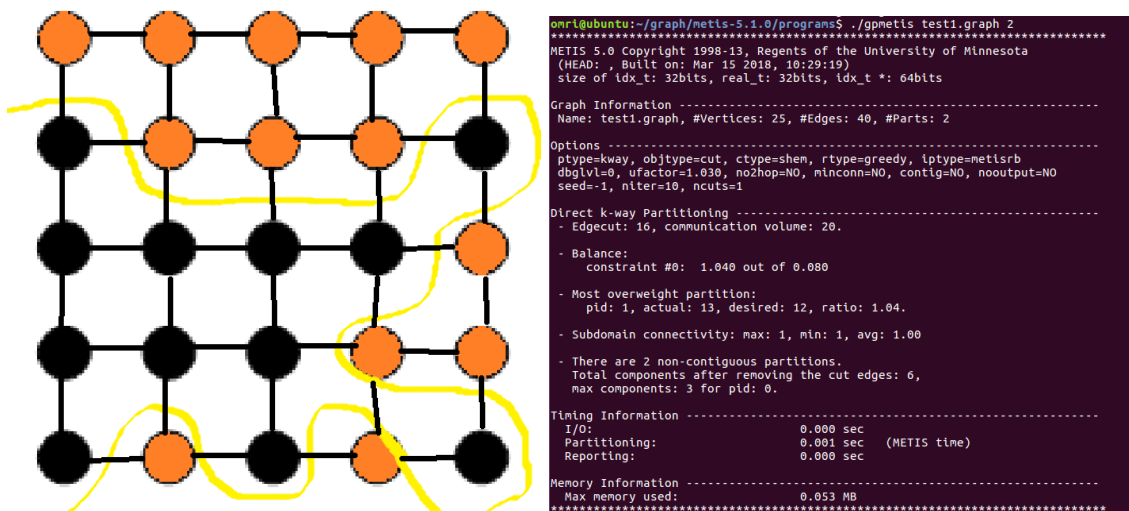 omri@ubuntu:~/graph/metis-5.1.0/programs$ ./gpmetis test1.graph 2
******************************************************************************
METIS 5.0 Copyright 1998-13, Regents of the University of Minnesota
(HEAD: , Built on: Mar 15 2018, 10:29:19)
size of idx_t: 32bits, real_t: 32bits, idx_t *: 64bits
Graph Information -----------------------------------------------------------
Name: test1.graph, #Vertices: 25, #Edges: 40, #Parts: 2
Options ---------------------------------------------------------------------
ptype=kway, objtype=cut, ctype=shem, rtype=greedy, iptype=metisrb
dbglvl=0, ufactor=1.030, no2hop=NO, minconn=NO, contig=NO, nooutput=NO
seed=-1, niter=10, ncuts=1
Direct k-way Partitioning ---------------------------------------------------
- Edgecut: 16, communication volume: 20.
- Balance:
constraint #0: 1.040 out of 0.080
- Most overweight partition:
pid: 1, actual: 13, desired: 12, ratio: 1.04.
- Subdomain connectivity: max: 1, min: 1, avg: 1.00
- There are 2 non-contiguous partitions.
Total components after removing the cut edges: 6,
max components: 3 for pid: 0.
Timing Information ----------------------------------------------------------
I/O: 0.000 sec
Partitioning: 0.001 sec (METIS time)
Reporting: 0.000 sec
Memory Information ----------------------------------------------------------
Max memory used: 0.053 MB
******************************************************************************